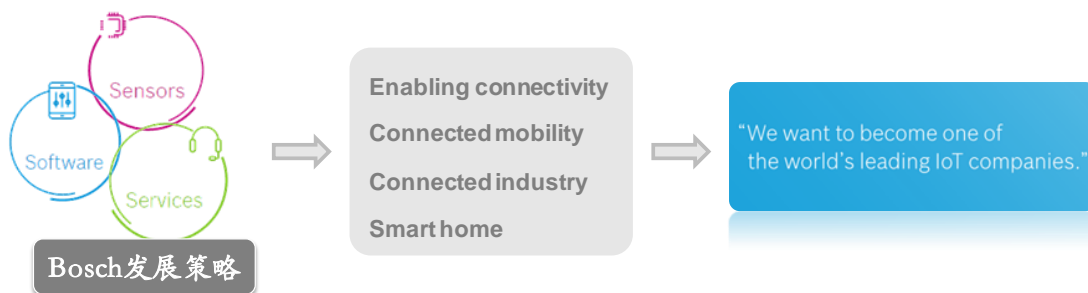 Sensors
Software
Services
Bosch发展策略
Enabling connectivity
Connected mobility
Connected industry
Smart home
“We want to become one of
the world’s leading IoT companies.”